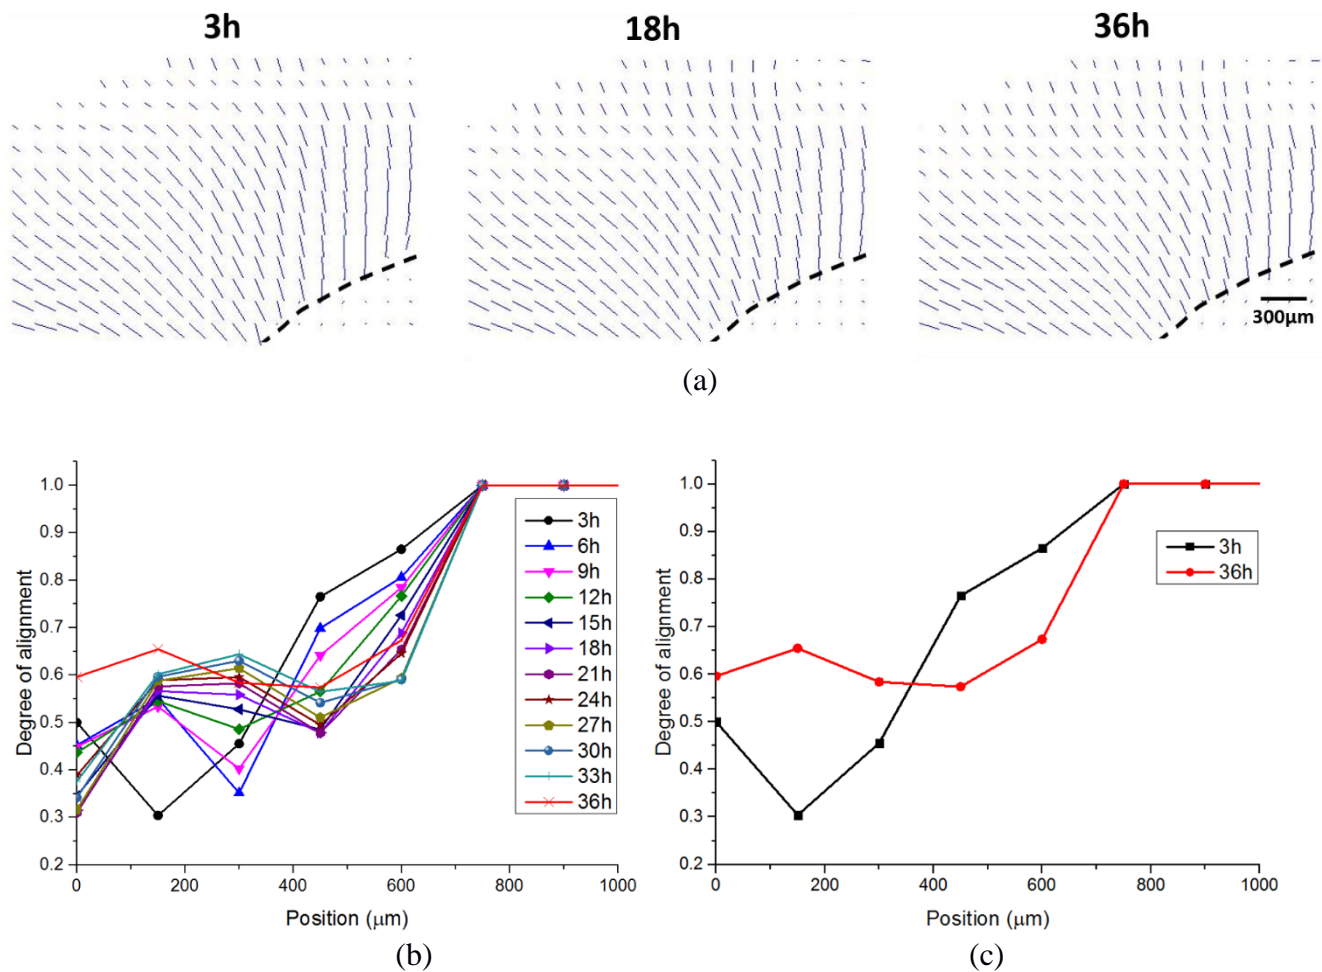 3h 18h 36h
300μm
(a)
Degree of alignment
1.0
0.9
0.8
0.7
0.6
0.5
0.4
0.3
0.2
0 200 400 600 800 1000
Position (μm)
3h
6h
9h
12h
15h
18h
21h
24h
27h
30h
33h
36h
(b)
Degree of alignment
1.0
0.9
0.8
0.7
0.6
0.5
0.4
0.3
0.2
0 200 400 600 800 1000
Position (μm)
3h
36h
(c)